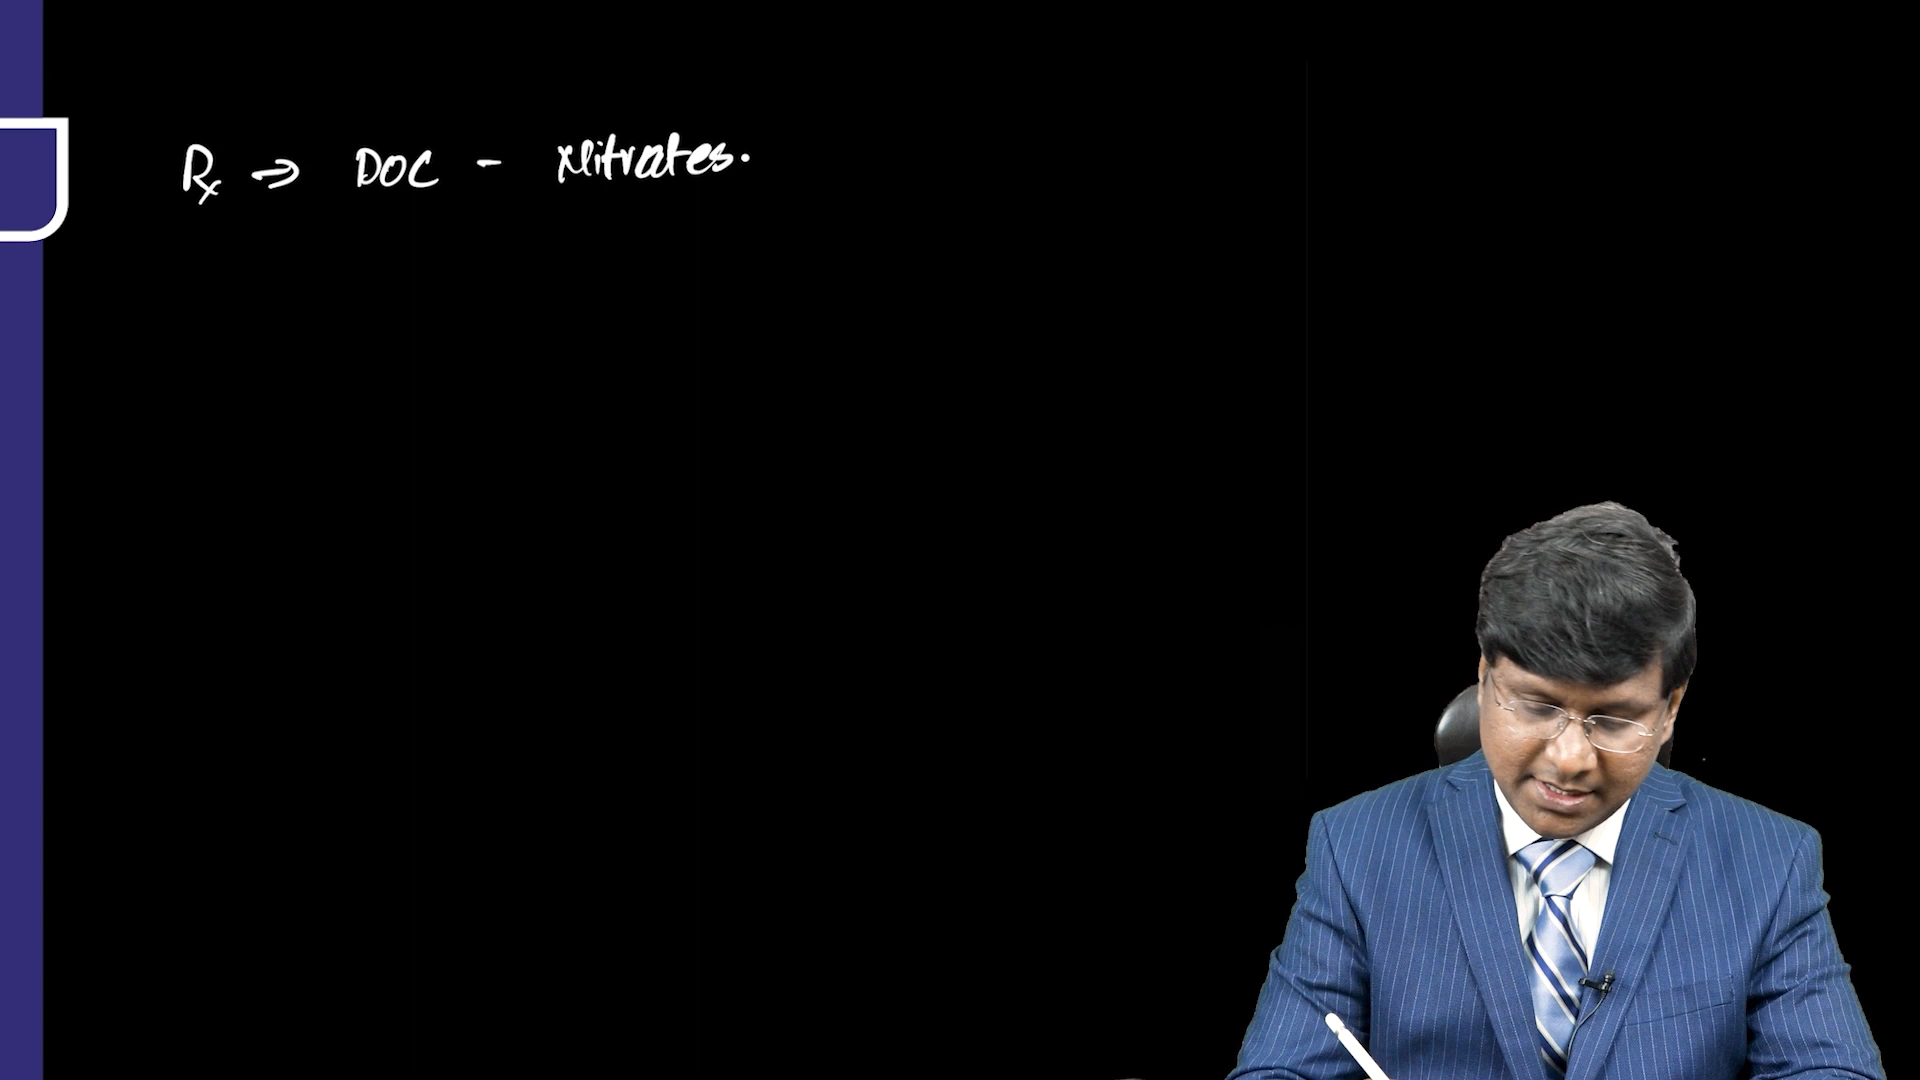 Rx → DOC - Nitrates.